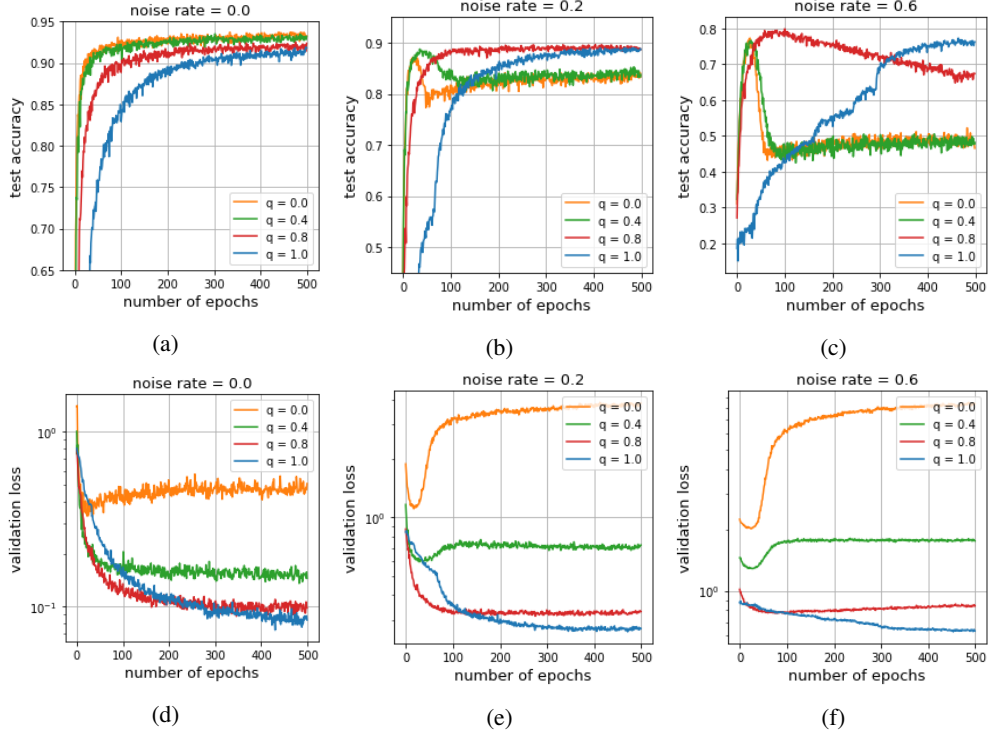 noise rate = 0.0
test accuracy
0.95
0.90
0.85
0.80
0.75
0.70
0.65
q = 0.0
q = 0.4
q = 0.8
q = 1.0
0 100 200 300 400 500
number of epochs
(a)
noise rate = 0.2
test accuracy
0.9
0.8
0.7
0.6
0.5
q = 0.0
q = 0.4
q = 0.8
q = 1.0
0 100 200 300 400 500
number of epochs
(b)
noise rate = 0.6
test accuracy
0.8
0.7
0.6
0.5
0.4
0.3
0.2
q = 0.0
q = 0.4
q = 0.8
q = 1.0
0 100 200 300 400 500
number of epochs
(c)
noise rate = 0.0
validation loss
10⁰
10⁻¹
q = 0.0
q = 0.4
q = 0.8
q = 1.0
0 100 200 300 400 500
number of epochs
(d)
noise rate = 0.2
validation loss
10⁰
q = 0.0
q = 0.4
q = 0.8
q = 1.0
0 100 200 300 400 500
number of epochs
(e)
noise rate = 0.6
validation loss
10⁰
q = 0.0
q = 0.4
q = 0.8
q = 1.0
0 100 200 300 400 500
number of epochs
(f)